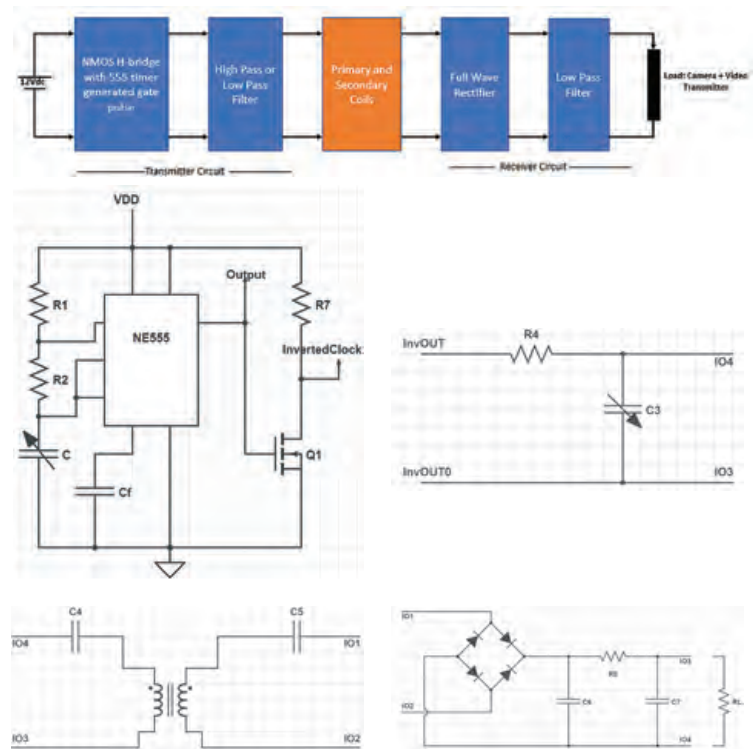 12Vdc
NMOS H-bridge
with 555 timer
generated gate
pulse
High Pass or
Low Pass
Filter
Primary and
Secondary
Coils
Full Wave
Rectifier
Low Pass
Filter
Load: Camera + Video
Transmitter
Transmitter Circuit
Receiver Circuit
VDD
R1
R2
C
Cf
NE555
Output
R7
InvertedClock
Q1
InvOUT
R4
IO4
C3
InvOUT0
IO3
C4
C5
IO4
IO1
IO3
IO2
IO1
IO2
C6
C7
IO3
IO4